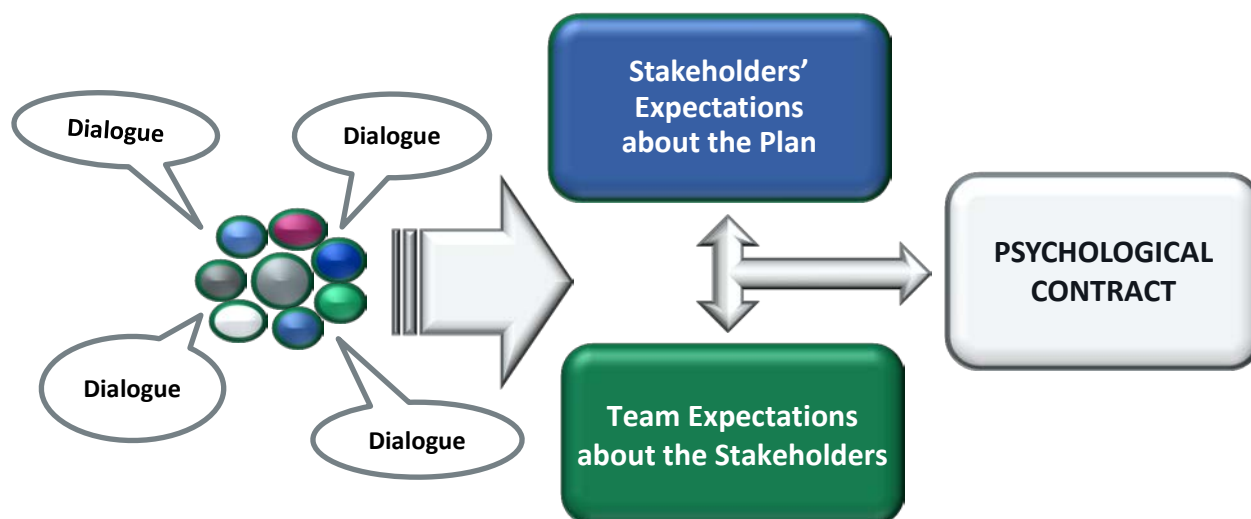 Dialogue
Dialogue
Dialogue
Dialogue
Stakeholders’
Expectations
about the Plan
Team Expectations
about the Stakeholders
PSYCHOLOGICAL
CONTRACT